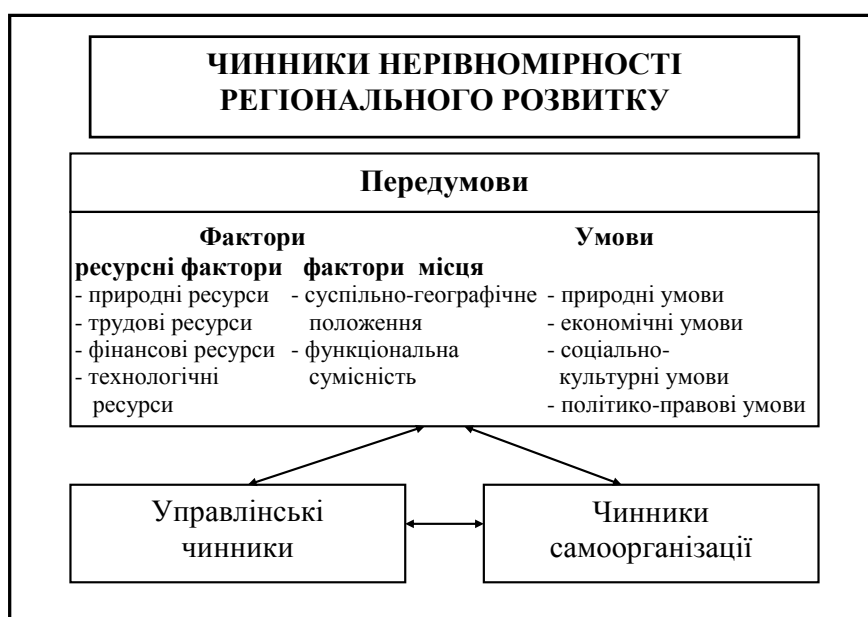 ЧИННИКИ НЕРІВНОМІРНОСТІ
РЕГІОНАЛЬНОГО РОЗВИТКУ
Передумови
Фактори
ресурсні фактори
- природні ресурси
- трудові ресурси
- фінансові ресурси
- технологічні
ресурси
фактори місця
- суспільно-географічне
положення
- функціональна
сумісність
Умови
- природні умови
- економічні умови
- соціально-
культурні умови
- політико-правові умови
Управлінські
чинники
Чинники
самоорганізації